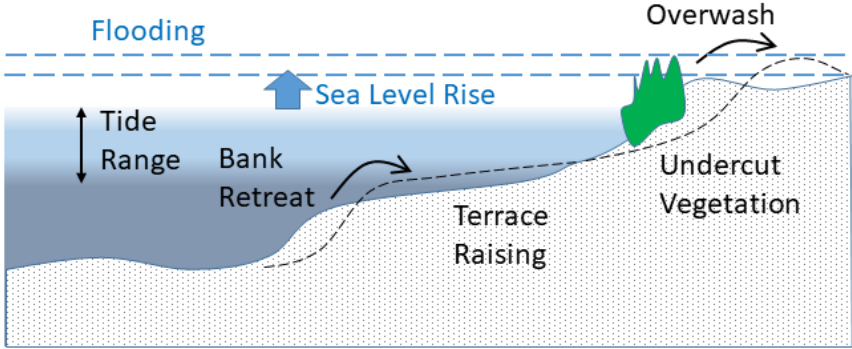 Overwash
Flooding
Sea Level Rise
Tide
Range
Bank
Retreat
Undercut
Vegetation
Terrace
Raising